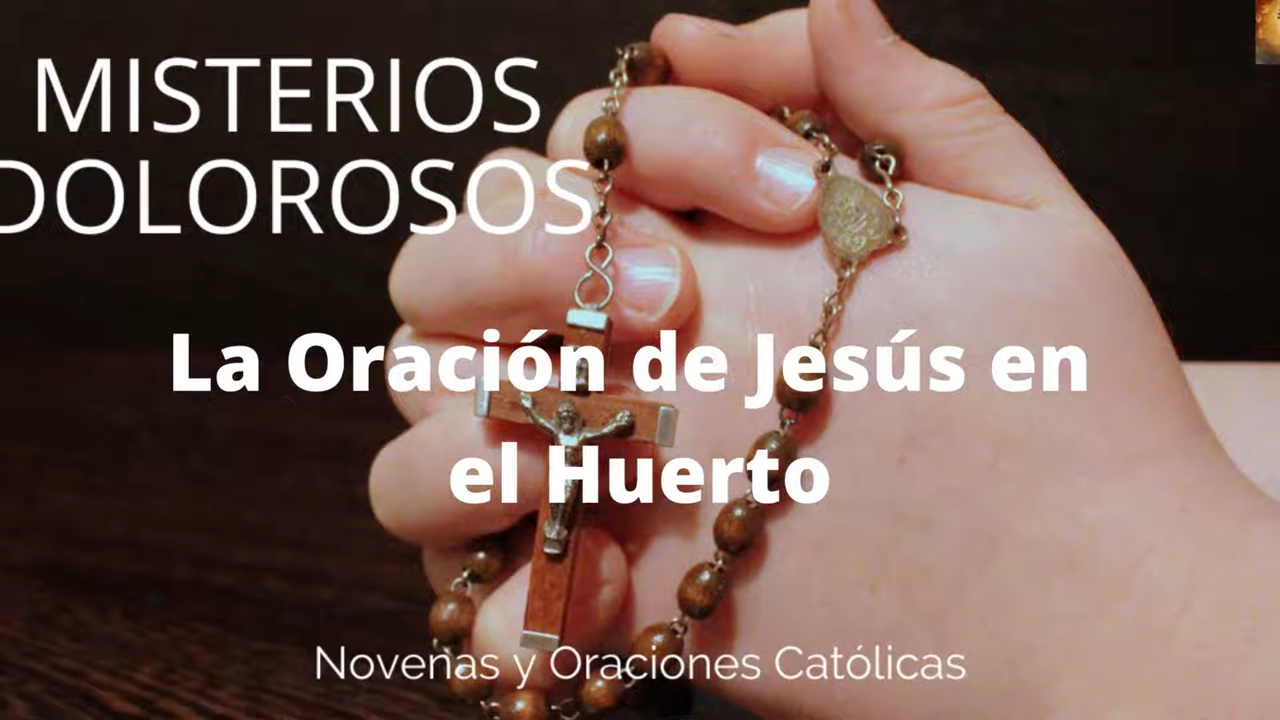 MISTERIOS
DOLOROSOS
La Oración de Jesús en
el Huerto
Novenas y Oraciones Católicas